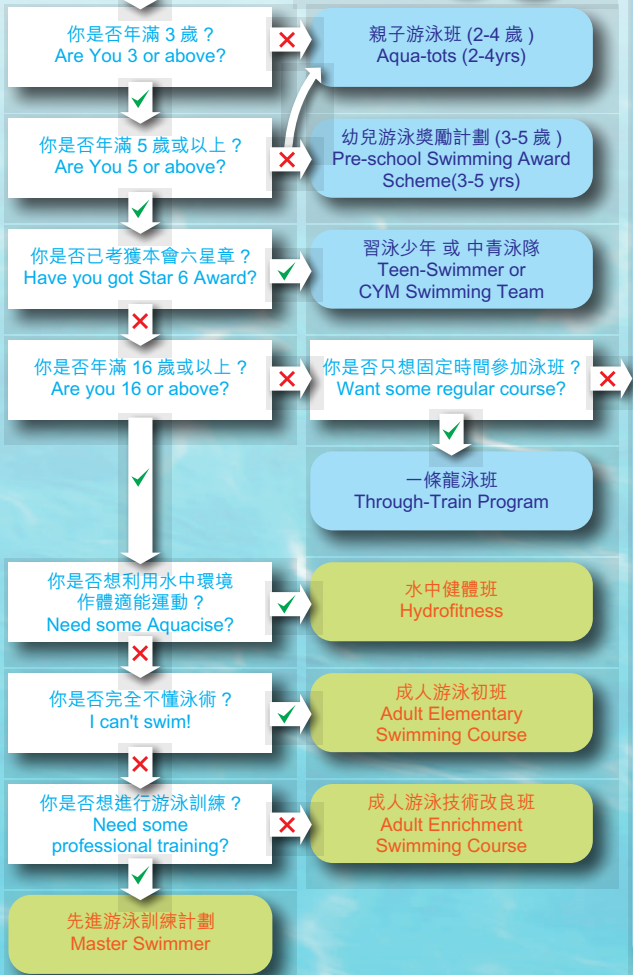 你是否年滿 3 歲 ?
Are You 3 or above?
親子游泳班 (2-4 歲 )
Aqua-tots (2-4yrs)
你是否年滿 5 歲或以上 ?
Are You 5 or above?
幼兒游泳獎勵計劃 (3-5 歲 )
Pre-school Swimming Award
Scheme(3-5 yrs)
你是否已考獲本會六星章 ?
Have you got Star 6 Award?
習泳少年 或 中青泳隊
Teen-Swimmer or
CYM Swimming Team
你是否年滿 16 歲或以上 ?
Are you 16 or above?
你是否只想固定時間參加泳班 ?
Want some regular course?
一條龍泳班
Through-Train Program
你是否想利用水中環境
作體適能運動 ?
Need some Aquacise?
水中健體班
Hydrofitness
你是否完全不懂泳術 ?
I can't swim!
成人游泳初班
Adult Elementary
Swimming Course
你是否想進行游泳訓練 ?
Need some
professional training?
成人游泳技術改良班
Adult Enrichment
Swimming Course
先進游泳訓練計劃
Master Swimmer